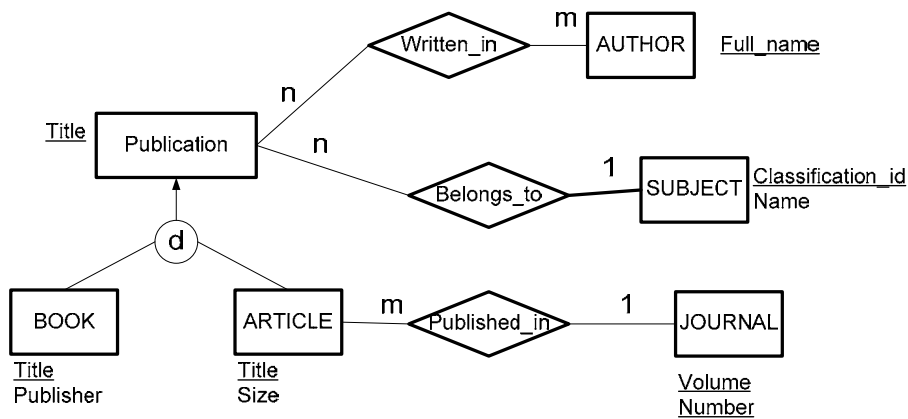 Written_in
m
AUTHOR
Full_name
n
Title
Publication
n
Belongs_to
1
SUBJECT
Classification_id
Name
d
BOOK
Title
Publisher
ARTICLE
Title
Size
m
Published_in
1
JOURNAL
Volume
Number